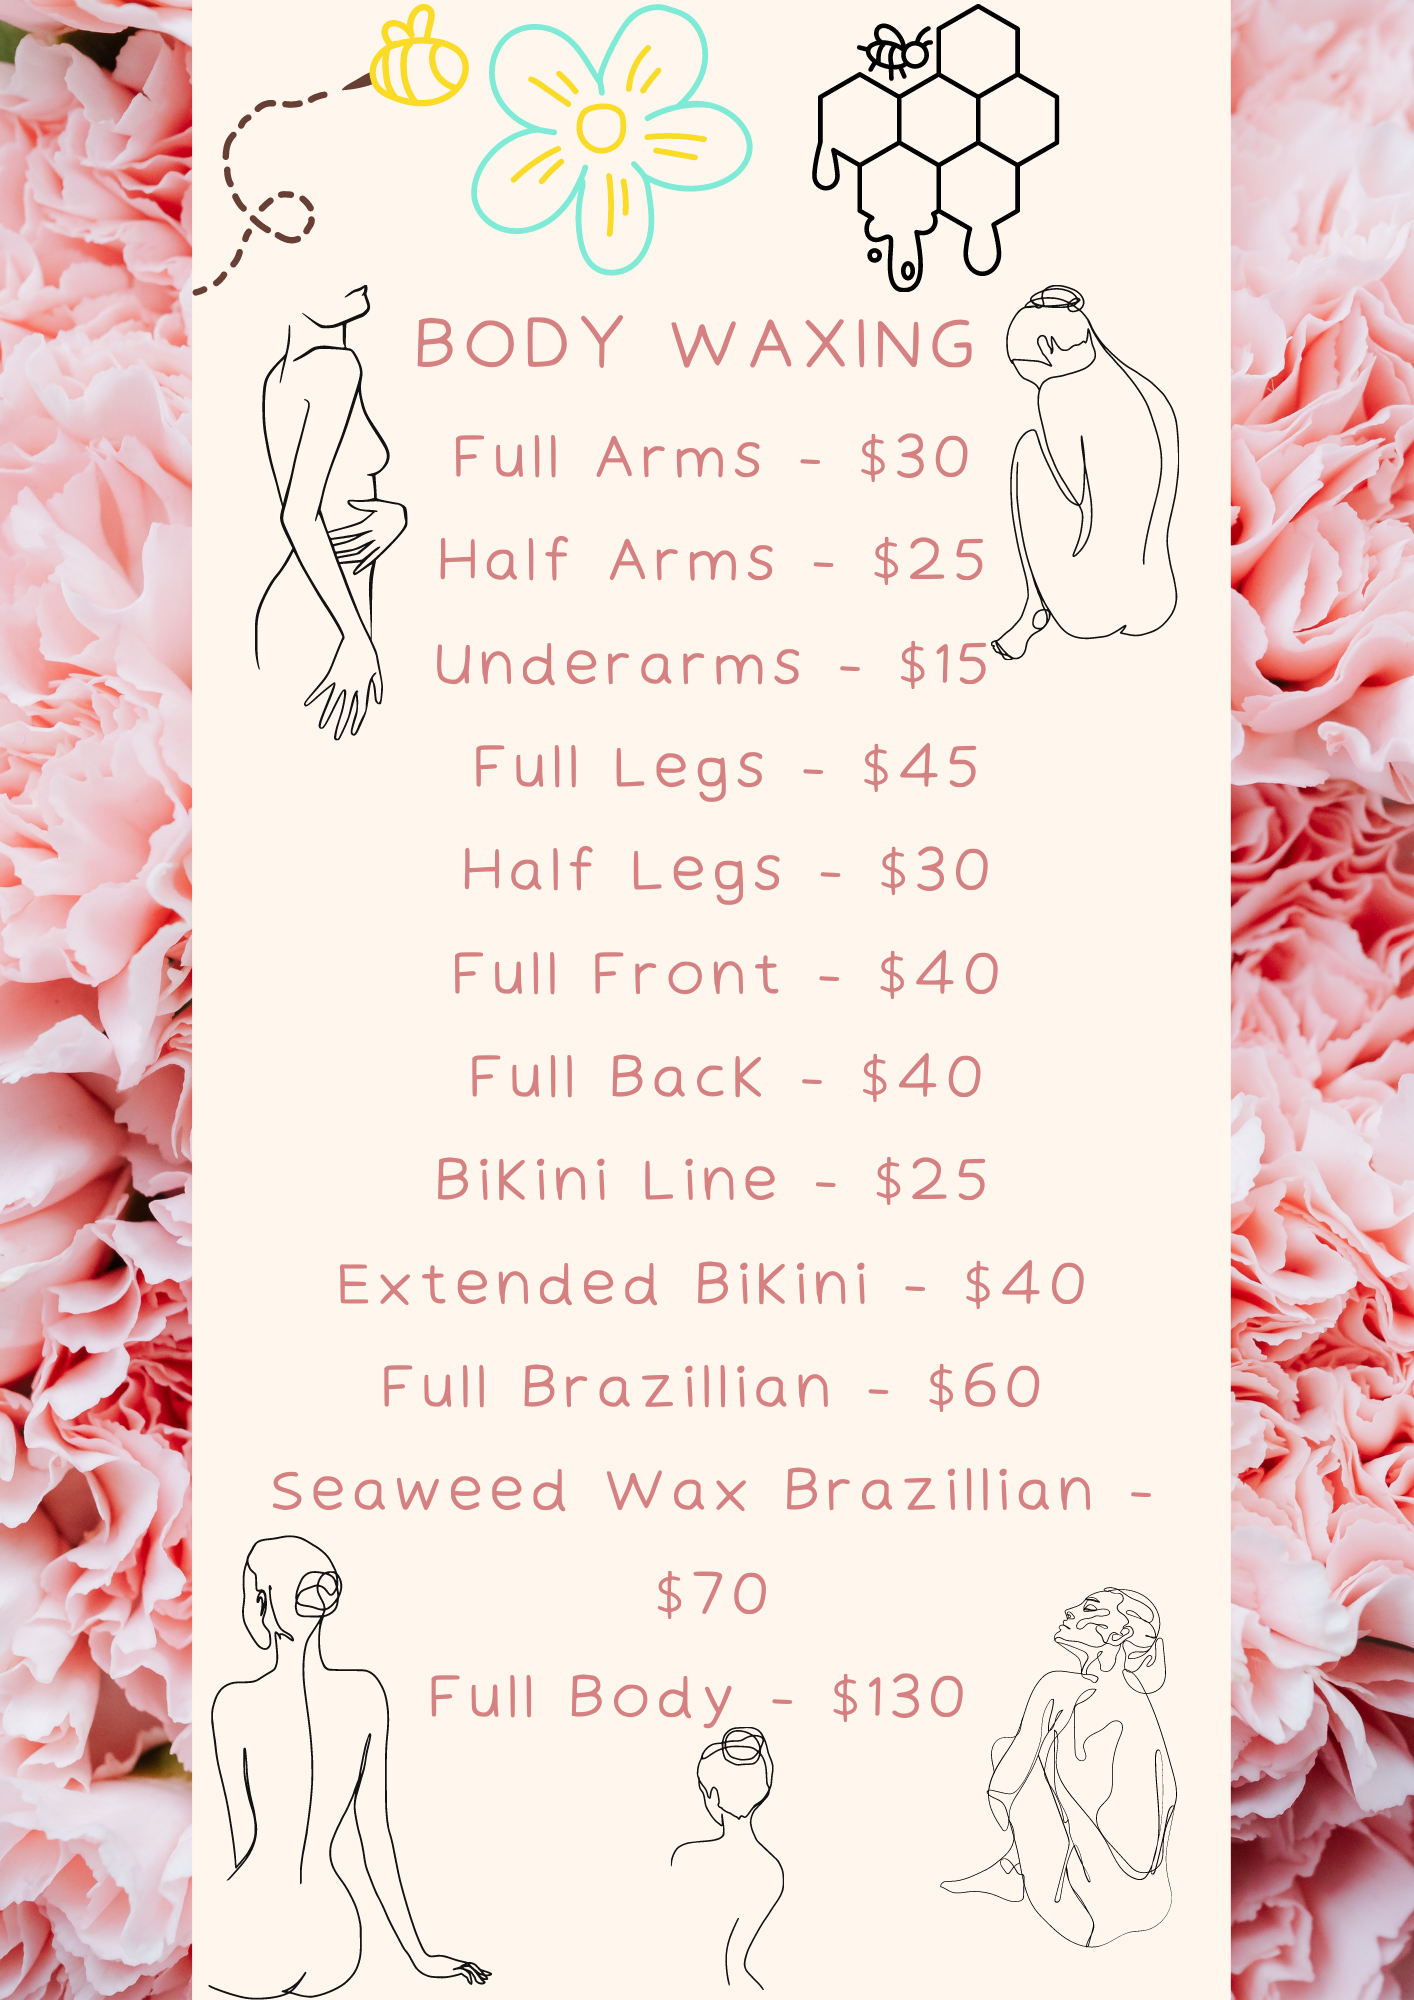 BODY WAXING
Full Arms - $30
Half Arms - $25
Underarms - $15
Full Legs - $45
Half Legs - $30
Full Front - $40
Full Back - $40
Bikini Line - $25
Extended Bikini - $40
Full Brazillian - $60
Seaweed Wax Brazillian -
$70
Full Body - $130